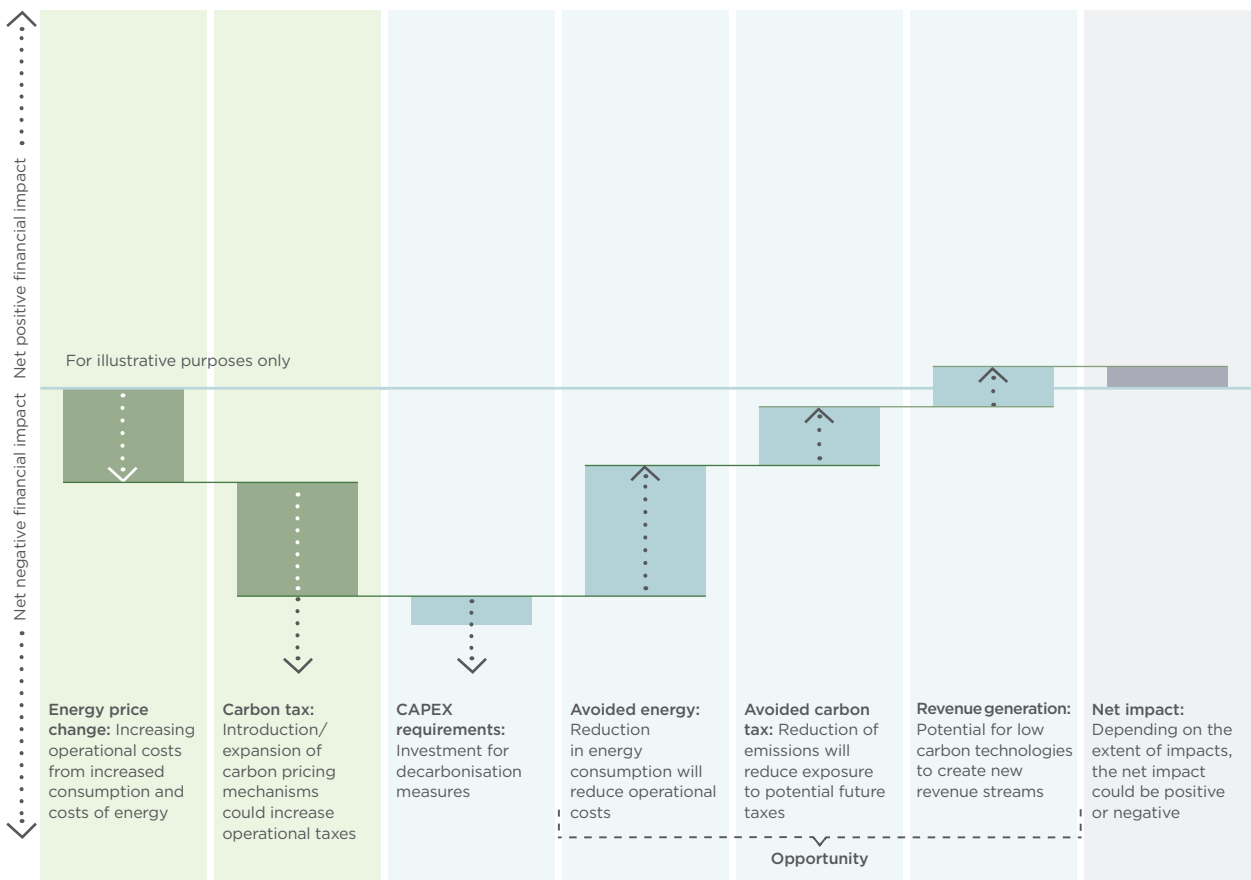 Net positive financial impact
Net negative financial impact
For illustrative purposes only
Energy price
change: Increasing
operational costs
from increased
consumption and
costs of energy
Carbon tax:
Introduction/
expansion of
carbon pricing
mechanisms
could increase
operational taxes
CAPEX
requirements:
Investment for
decarbonisation
measures
Avoided energy:
Reduction
in energy
consumption will
reduce operational
costs
Avoided carbon
tax: Reduction of
emissions will
reduce exposure
to potential future
taxes
Revenue generation:
Potential for low
carbon technologies
to create new
revenue streams
Net impact:
Depending on the
extent of impacts,
the net impact
could be positive
or negative
Opportunity